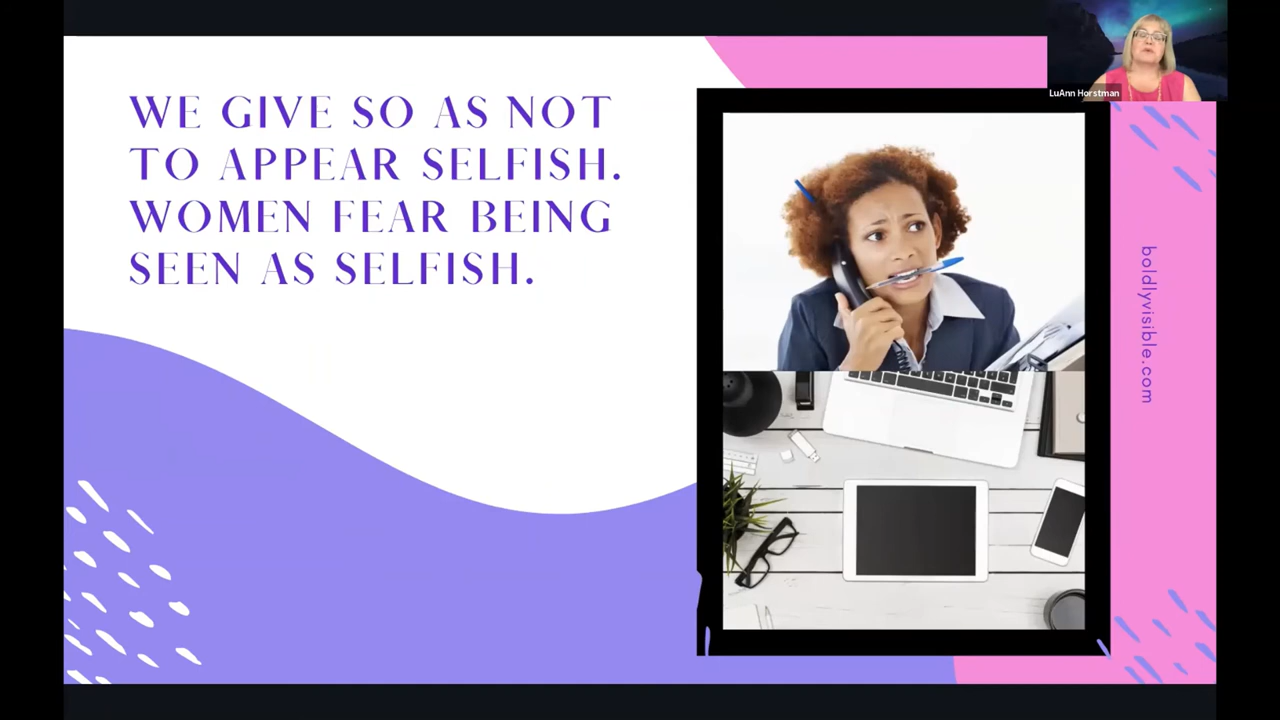 WE GIVE SO AS NOT
TO APPEAR SELFISH.
WOMEN FEAR BEING
SEEN AS SELFISH.
LuAnn Horstman
boldlyvisible.com